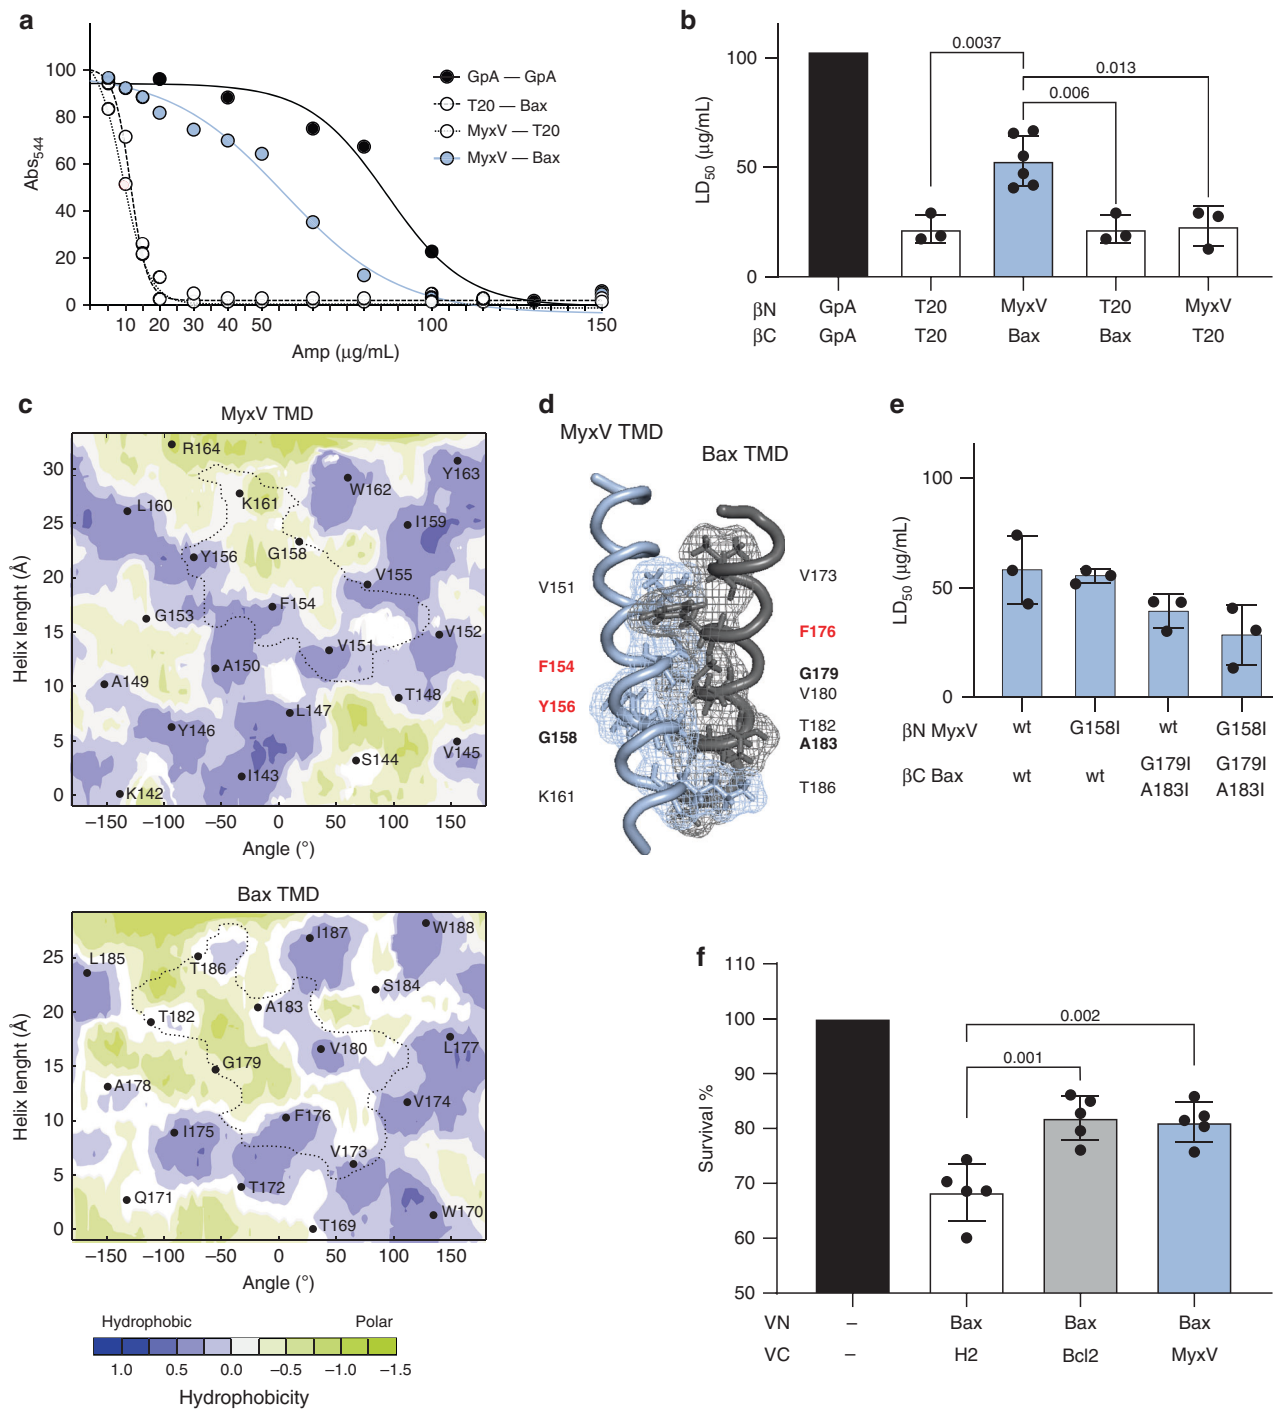 a
100
80
60
40
20
0
Abs544
10
20
30
40
50
100
150
Amp (μg/mL)
GpA — GpA
T20 — Bax
MyxV — T20
MyxV — Bax
b
100
50
0
LD50 (μg/mL)
0.0037
0.013
0.006
βN GpA T20 MyxV T20 MyxV
βC GpA T20 Bax Bax T20
c
MyxV TMD
30
25
20
15
10
5
0
Helix lenght (Å)
R164
Y163
W162
K161
L160
I159
G158
Y156
V155
F154
G153
V152
V151
A150
A149
T148
L147
Y146
V145
S144
I143
K142
−150 −100 −50 0 50 100 150
Angle (°)
Bax TMD
25
20
15
10
5
0
Helix lenght (Å)
W188
I187
T186
L185
S184
A183
T182
V180
G179
A178
L177
F176
I175
V174
V173
T172
Q171
W170
T169
−150 −100 −50 0 50 100 150
Angle (°)
Hydrophobic Polar
1.0 0.5 0.0 −0.5 −1.0 −1.5
Hydrophobicity
d
MyxV TMD
Bax TMD
V151
F154
Y156
G158
K161
V173
F176
G179
V180
T182
A183
T186
e
100
50
0
LD50 (μg/mL)
βN MyxV wt G158I wt G158I
βC Bax wt wt G179I A183I G179I A183I
f
110
100
90
80
70
60
50
Survival %
0.002
0.001
VN – Bax Bax Bax
VC – H2 Bcl2 MyxV